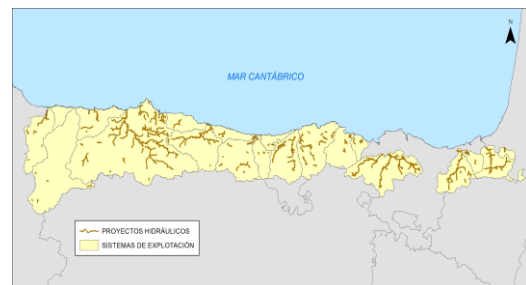 N
MAR CANTÁBRICO
PROYECTOS HIDRÁULICOS
SISTEMAS DE EXPLOTACIÓN